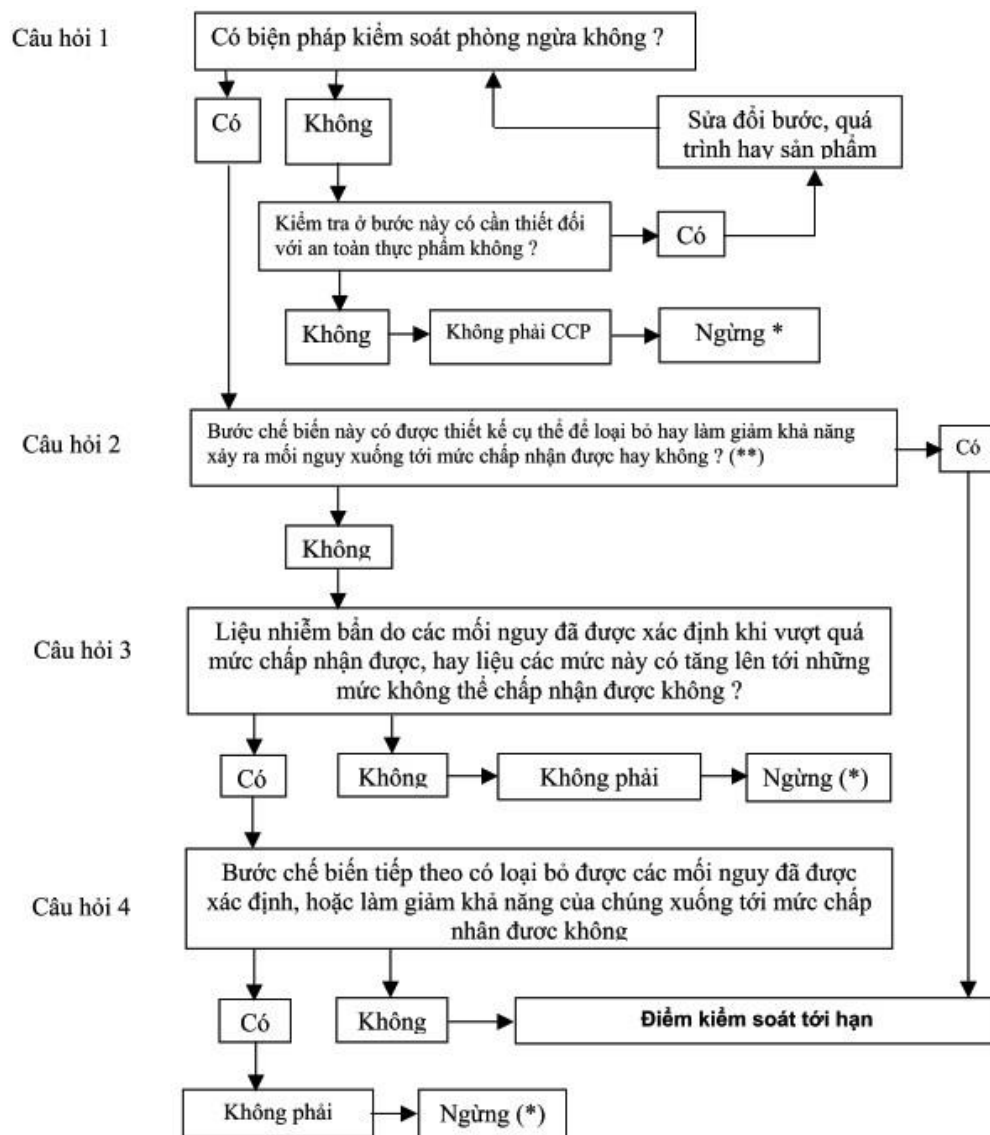 Câu hỏi 1
Có biện pháp kiểm soát phòng ngừa không ?
Có
Không
Sửa đổi bước, quá
trình hay sản phẩm
Kiểm tra ở bước này có cần thiết đối
với an toàn thực phẩm không ?
Có
Không
Không phải CCP
Ngừng *
Câu hỏi 2
Bước chế biến này có được thiết kế cụ thể để loại bỏ hay làm giảm khả năng
xảy ra mối nguy xuống tới mức chấp nhận được hay không ? (**)
Có
Không
Câu hỏi 3
Liệu nhiễm bẩn do các mối nguy đã được xác định khi vượt quá
mức chấp nhận được, hay liệu các mức này có tăng lên tới những
mức không thể chấp nhận được không ?
Có
Không
Không phải
Ngừng (*)
Câu hỏi 4
Bước chế biến tiếp theo có loại bỏ được các mối nguy đã được
xác định, hoặc làm giảm khả năng của chúng xuống tới mức chấp
nhận được không
Có
Không
Điểm kiểm soát tới hạn
Không phải
Ngừng (*)